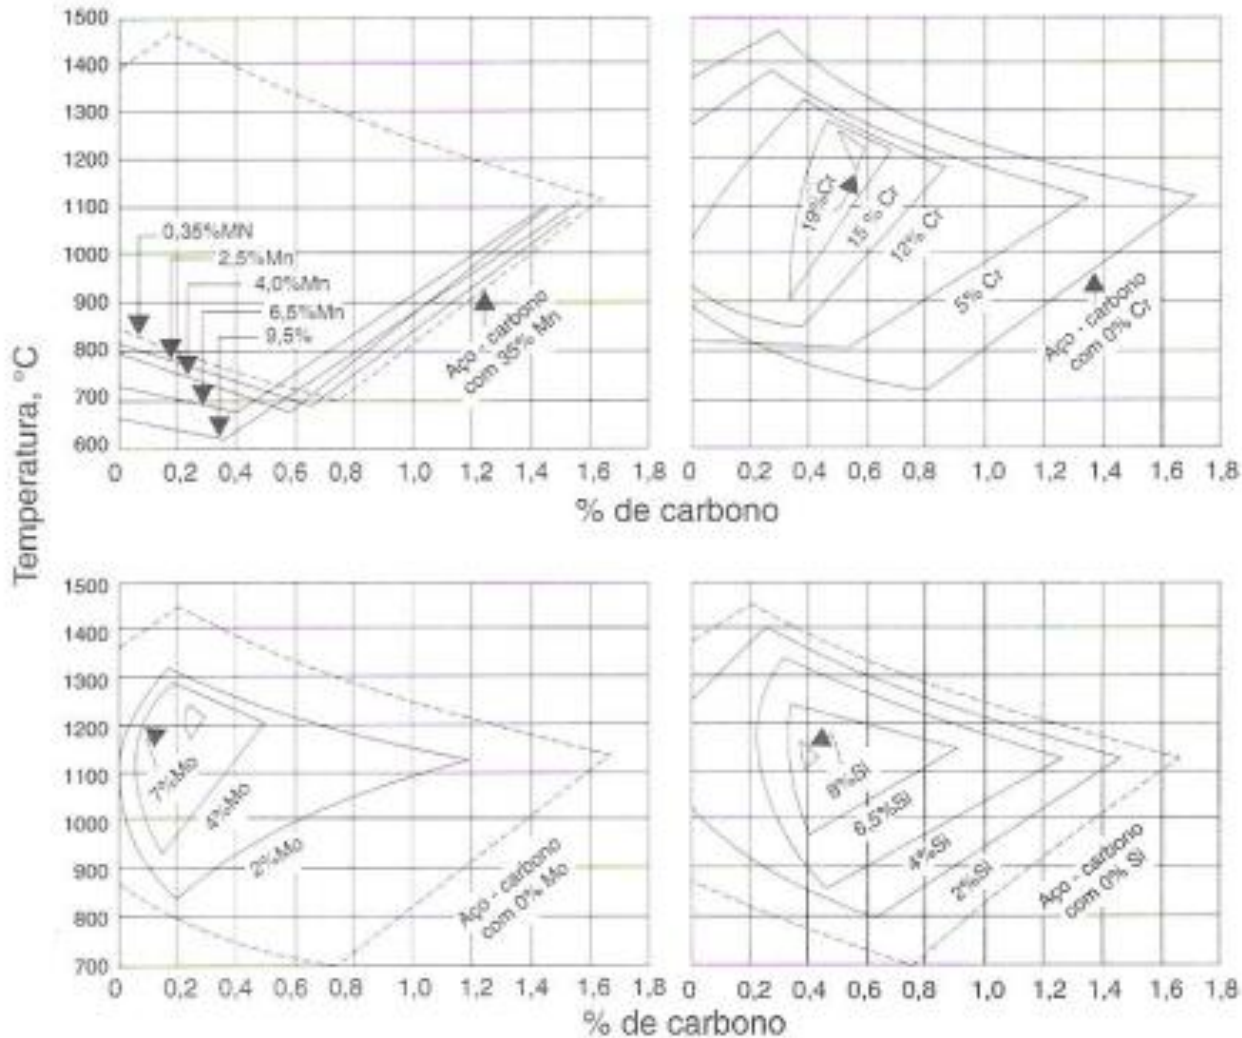 Temperatura, °C
1500
1400
1300
1200
1100
1000
900
800
700
600
0,35%MN
2,5%Mn
4,0%Mn
6,5%Mn
9,5%
Aço - carbono
com 35% Mn
0 0,2 0,4 0,6 0,8 1,0 1,2 1,4 1,6 1,8
19%Cr
15 % Cr
12% Cr
5% Cr
Aço - carbono
com 0% Cr
0 0,2 0,4 0,6 0,8 1,0 1,2 1,4 1,6 1,8
% de carbono
1500
1400
1300
1200
1100
1000
900
800
700
7%Mo
4%Mo
2%Mo
Aço - carbono
com 0% Mo
0 0,2 0,4 0,6 0,8 1,0 1,2 1,4 1,6 1,8
8%Si
6,5%Si
4%Si
2%Si
Aço - carbono
com 0% Si
0 0,2 0,4 0,6 0,8 1,0 1,2 1,4 1,6 1,8
% de carbono